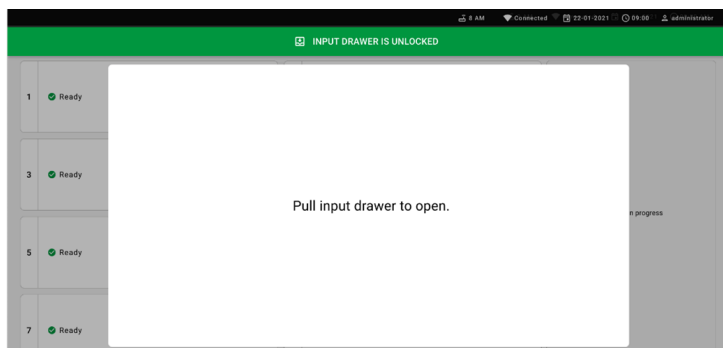 8 AM Connected 22-01-2021 09:00 administrator
INPUT DRAWER IS UNLOCKED
1 Ready
3 Ready
Pull input drawer to open.
n progress
5 Ready
7 Ready